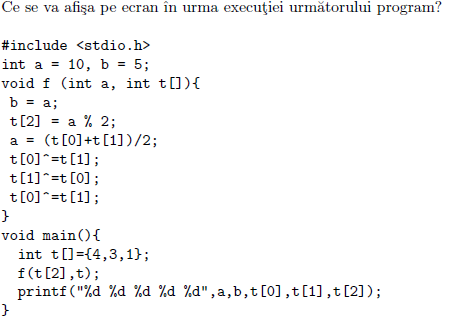 Ce se va afişa pe ecran în urma execuţiei următorului program?
#include <stdio.h>
int a = 10, b = 5;
void f (int a, int t[]){
b = a;
t[2] = a % 2;
a = (t[0]+t[1])/2;
t[0]^=t[1];
t[1]^=t[0];
t[0]^=t[1];
}
void main(){
int t[]={4,3,1};
f(t[2],t);
printf("%d %d %d %d %d",a,b,t[0],t[1],t[2]);
}